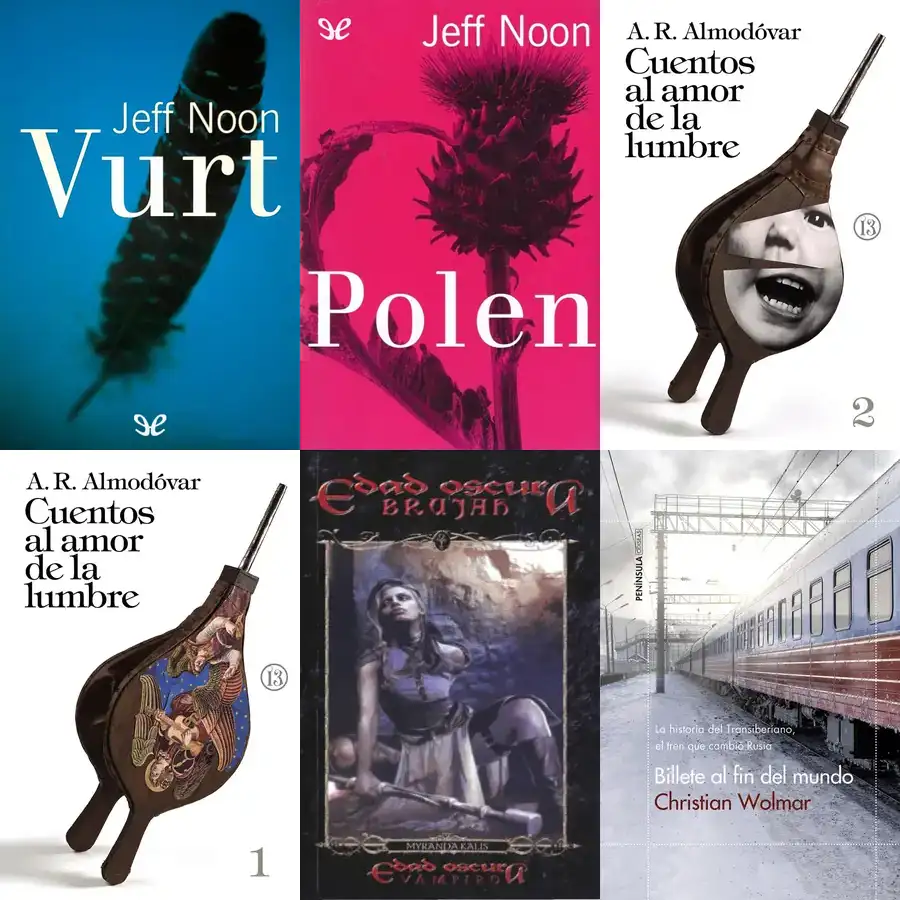 Jeff Noon
Vurt
Jeff Noon
Polen
A. R. Almodóvar
Cuentos
al amor
de la
lumbre
13
2
A. R. Almodóvar
Cuentos
al amor
de la
lumbre
13
1
Edad oscura
BRUJAH
MYRANDA KALIS
Edad oscura
VAMPIRO
PENÍNSULA
La historia del Transiberiano,
el tren que cambió Rusia
Billete al fin del mundo
Christian Wolmar